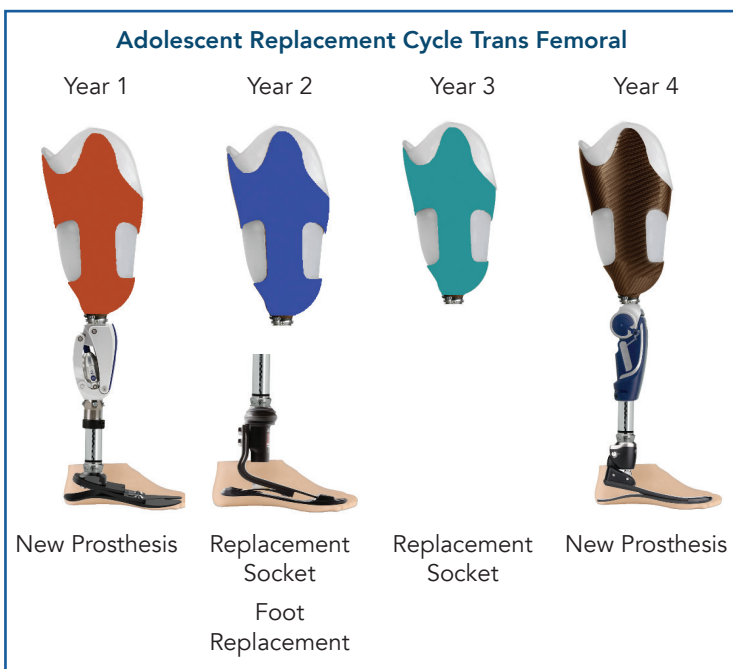 Adolescent Replacement Cycle Trans Femoral
Year 1
Year 2
Year 3
Year 4
New Prosthesis
Replacement
Socket
Foot
Replacement
Replacement
Socket
New Prosthesis